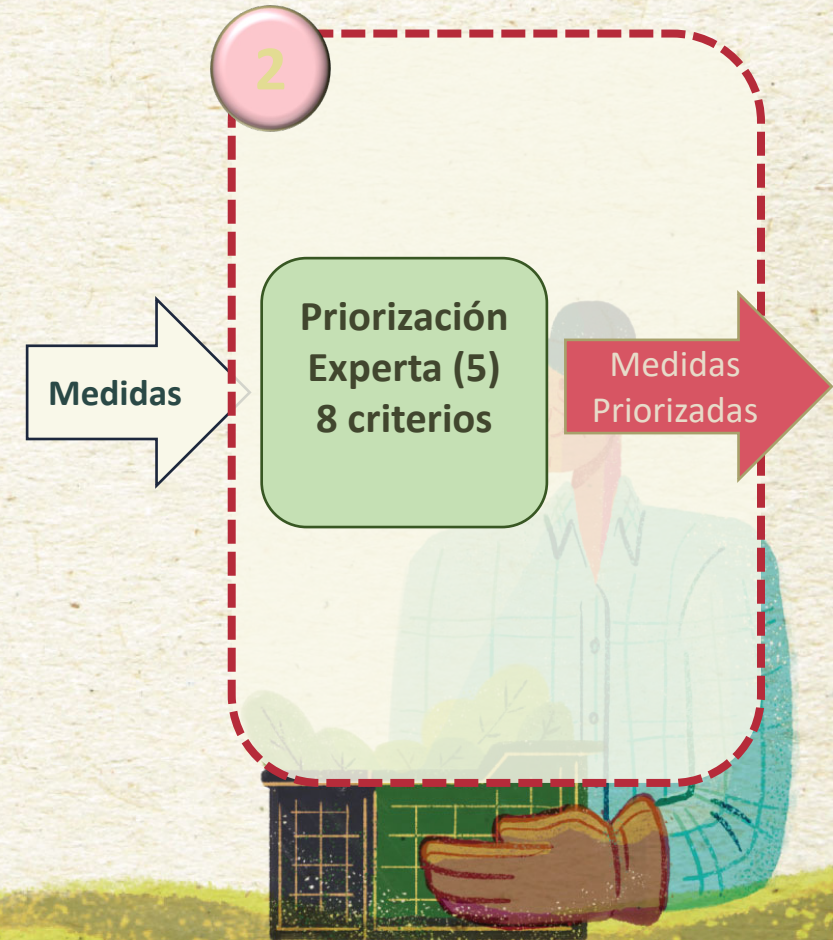 2
Medidas
Priorización
Experta (5)
8 criterios
Medidas
Priorizadas